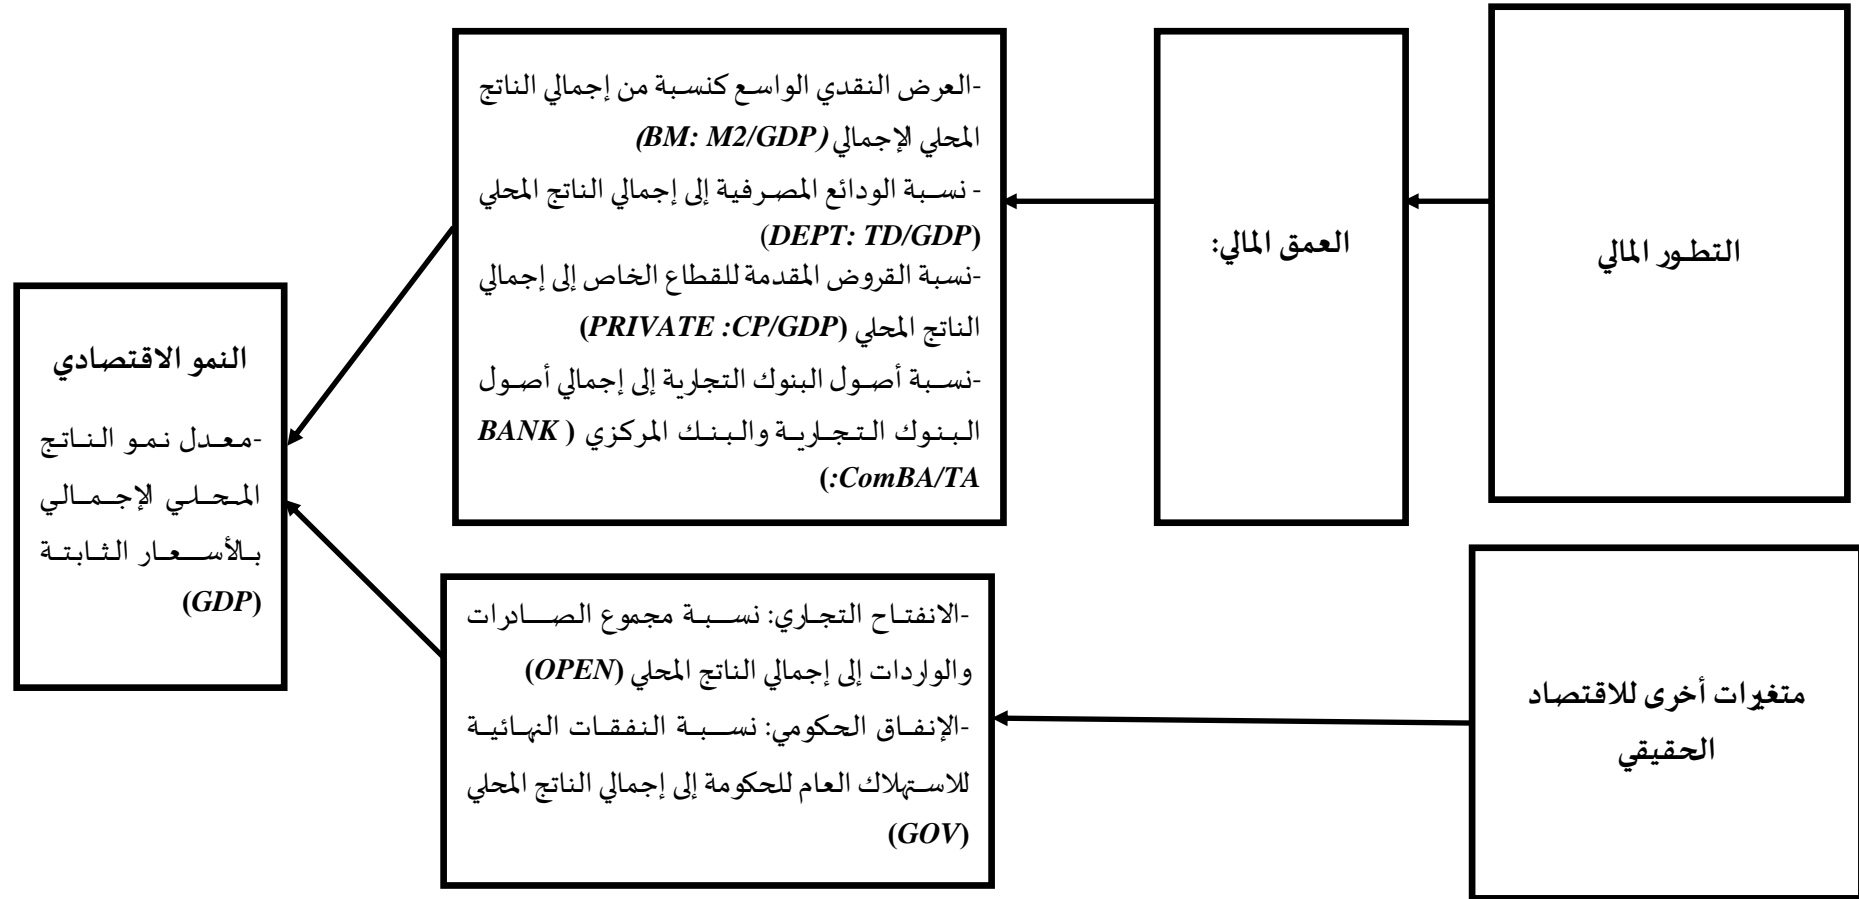 التطور المالي
العمق المالي:
-العرض النقدي الواسع كنسبة من إجمالي الناتج
المحلي الإجمالي (BM: M2/GDP)
- نسبة الودائع المصرفية إلى إجمالي الناتج المحلي
(DEPT: TD/GDP)
-نسبة القروض المقدمة للقطاع الخاص إلى إجمالي
الناتج المحلي (PRIVATE :CP/GDP)
-نسبة أصول البنوك التجارية إلى إجمالي أصول
البنوك التجارية والبنك المركزي ( BANK
:ComBA/TA)
النمو الاقتصادي
-معدل نمو الناتج
المحلي الإجمالي
بالأسعار الثابتة
(GDP)
متغيرات أخرى للاقتصاد
الحقيقي
-الانفتاح التجاري: نسبة مجموع الصادرات
والواردات إلى إجمالي الناتج المحلي (OPEN)
-الإنفاق الحكومي: نسبة النفقات النهائية
للاستهلاك العام للحكومة إلى إجمالي الناتج المحلي
(GOV)